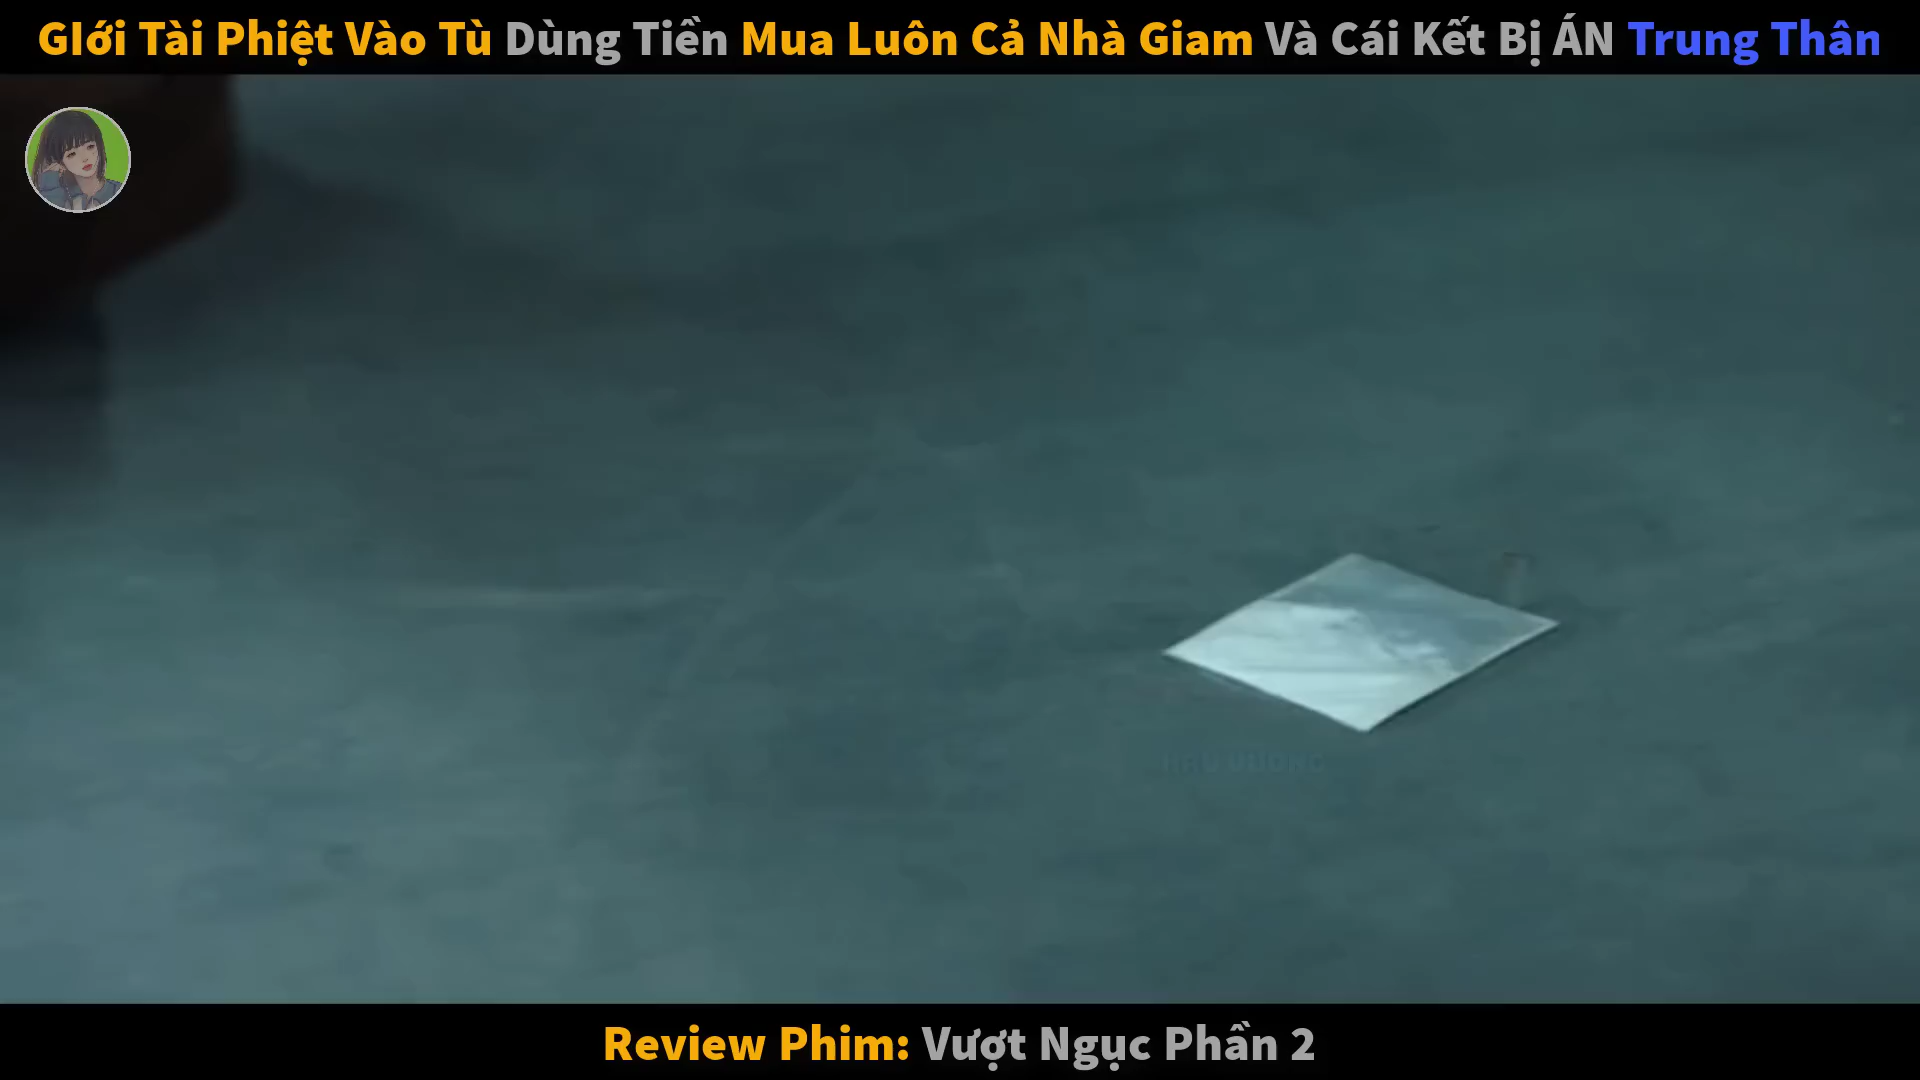 GIới Tài Phiệt Vào Tù Dùng Tiền Mua Luôn Cả Nhà Giam Và Cái Kết Bị ÁN Trung Thân
Review Phim: Vượt Ngục Phần 2